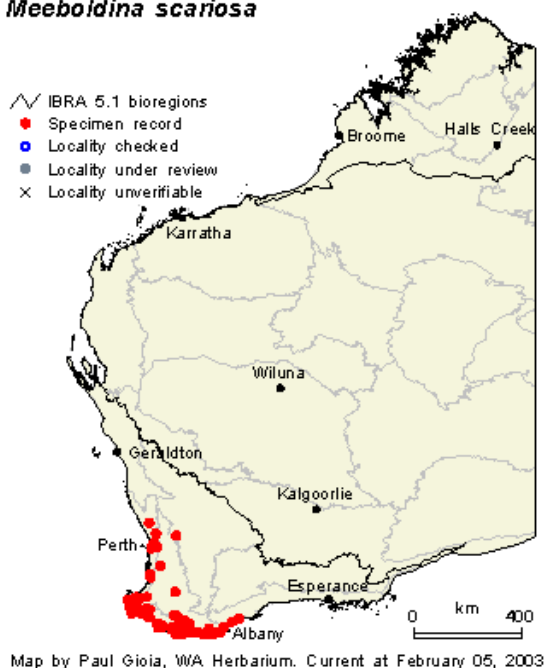 Meeboldina scariosa
IBRA 5.1 bioregions
Specimen record
Locality checked
Locality under review
Locality unverifiable
Broome
Halls Creek
Karratha
Wiluna
Geraldton
Kalgoorlie
Perth
Esperance
Albany
km
0 400
Map by Paul Gioia, WA Herbarium. Current at February 05, 2003